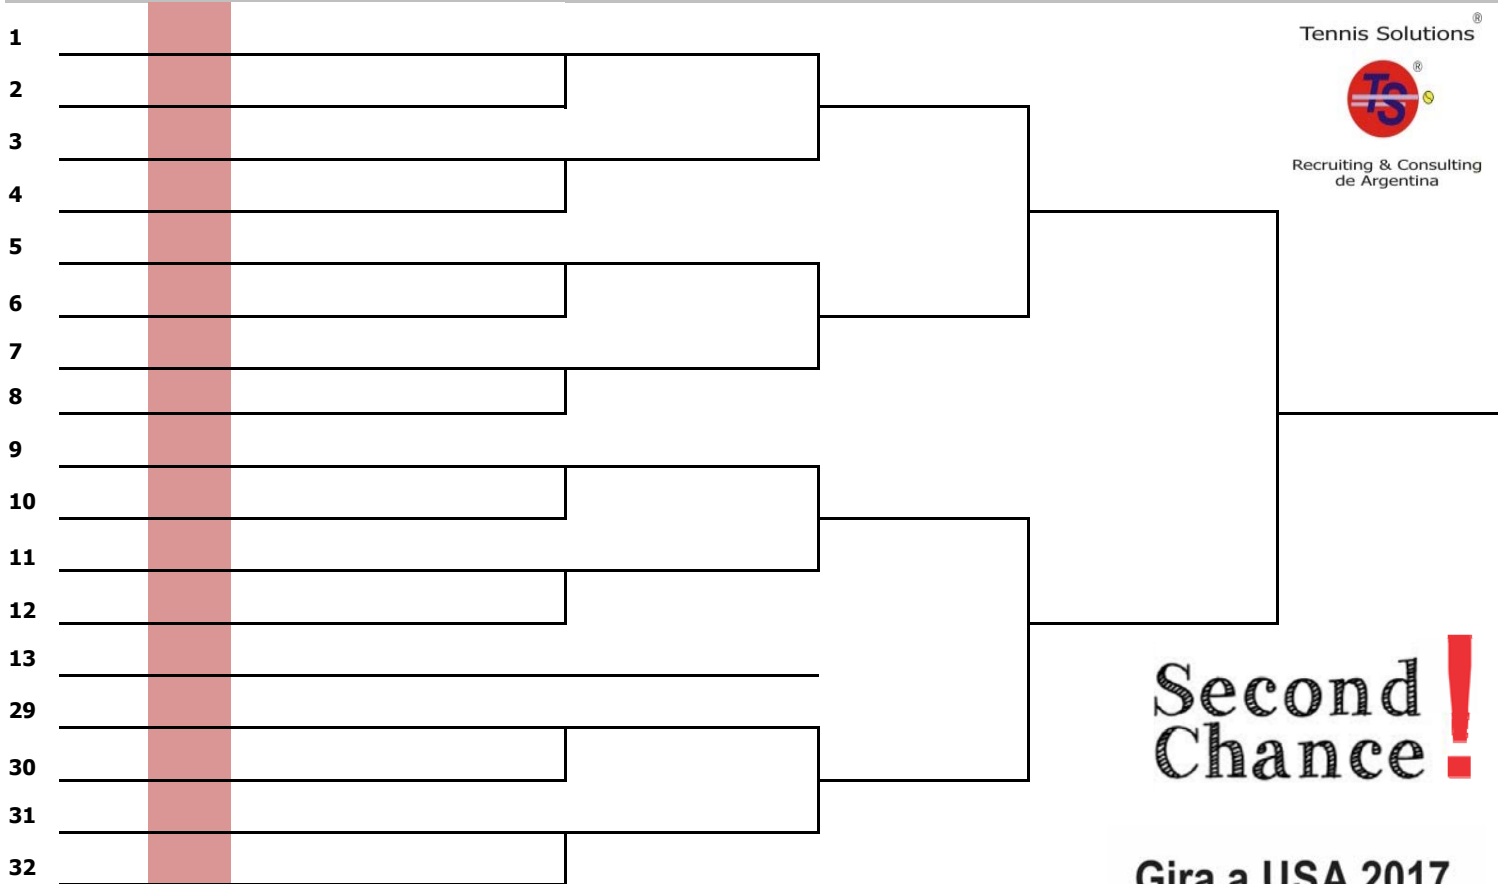 1
2
3
4
5
6
7
8
9
10
11
12
13
29
30
31
32
Tennis Solutions®
TS®
Recruiting & Consulting
de Argentina
Second
Chance!
Gira a USA 2017